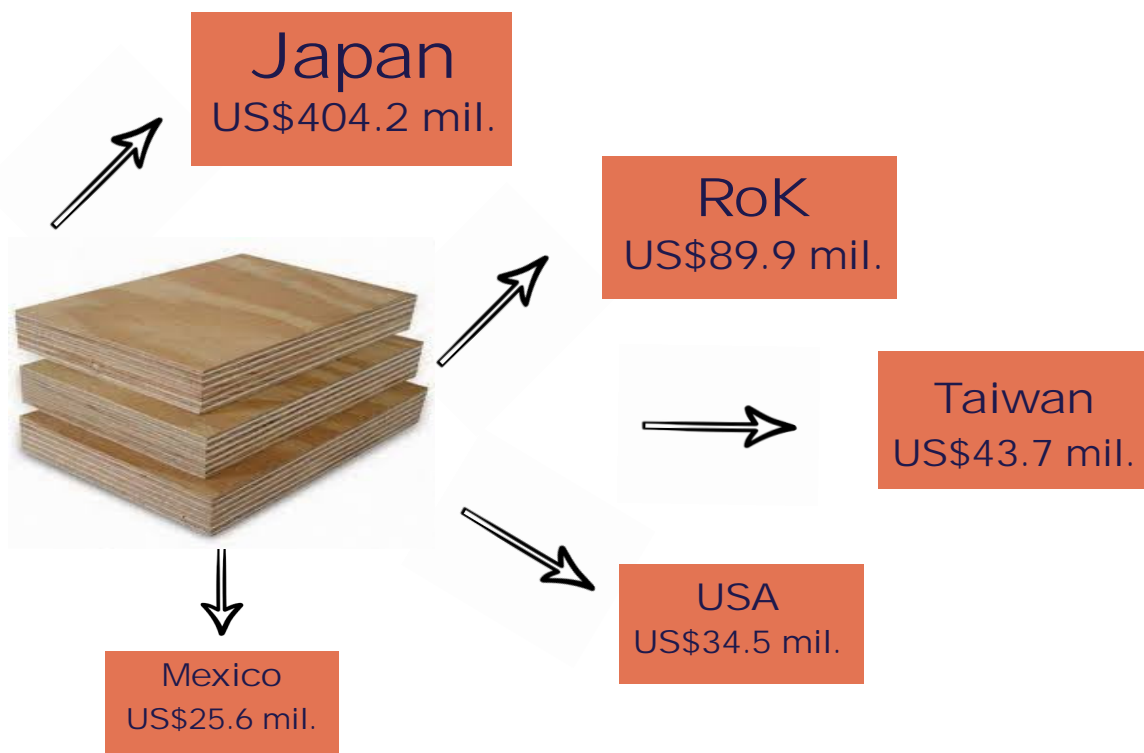 Japan
US$404.2 mil.
RoK
US$89.9 mil.
Taiwan
US$43.7 mil.
USA
US$34.5 mil.
Mexico
US$25.6 mil.